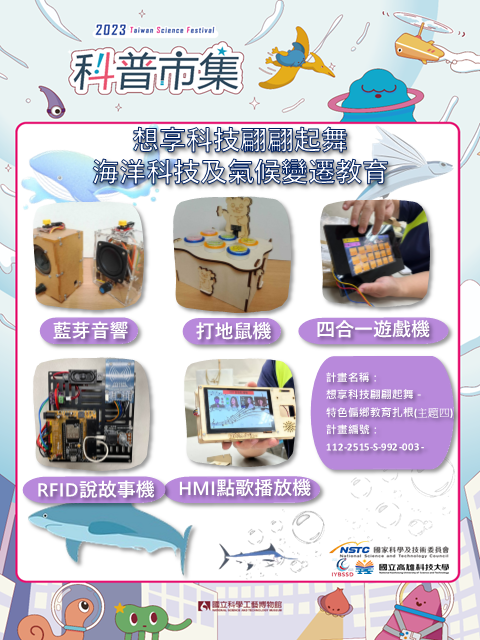 2023 Taiwan Science Festival
科普市集
想享科技翩翩起舞
海洋科技及氣候變遷教育
藍芽音響
打地鼠機
四合一遊戲機
計畫名稱：
想享科技翩翩起舞 -
特色偏鄉教育扎根(主題四)
計畫編號：
112-2515-S-992-003-
RFID說故事機
HMI點歌播放機
NSTC 國家科學及技術委員會
National Science and Technology Council
IYBSSD
國立高雄科技大學
國立科學工藝博物館